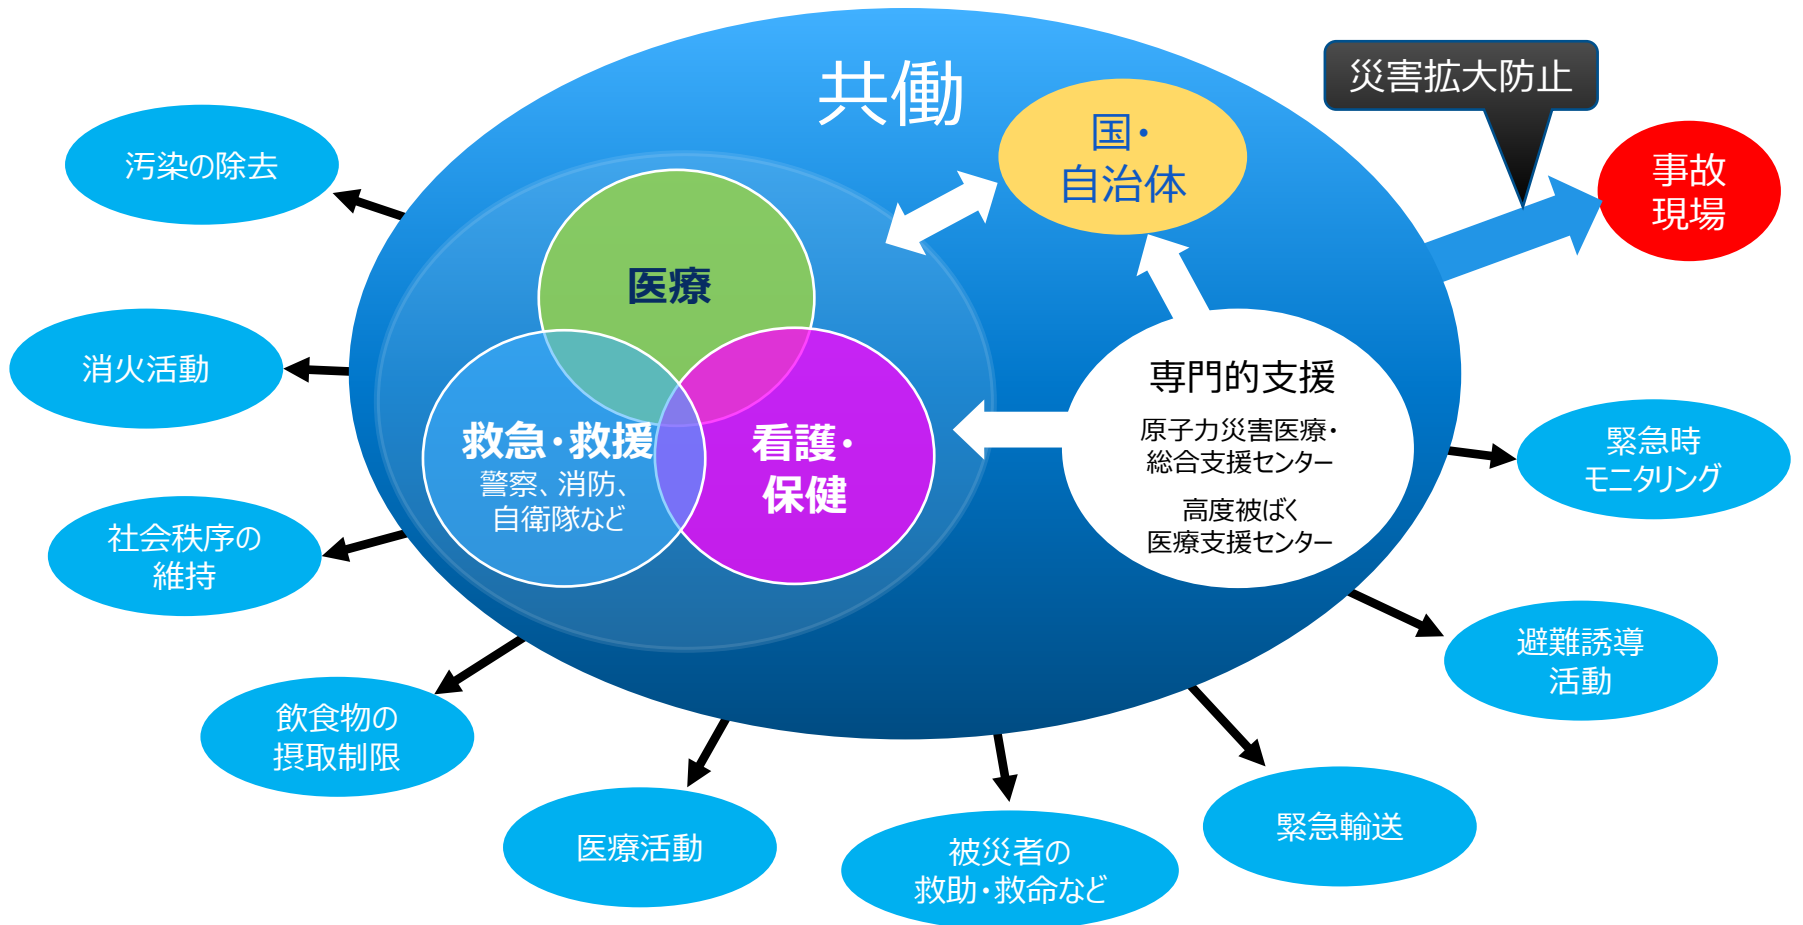 共働
災害拡大防止
国・
自治体
事故
現場
汚染の除去
医療
消火活動
専門的支援
原子力災害医療・
総合支援センター
高度被ばく
医療支援センター
救急・救援
警察、消防、
自衛隊など
看護・
保健
緊急時
モニタリング
社会秩序の
維持
避難誘導
活動
飲食物の
摂取制限
医療活動
被災者の
救助・救命など
緊急輸送